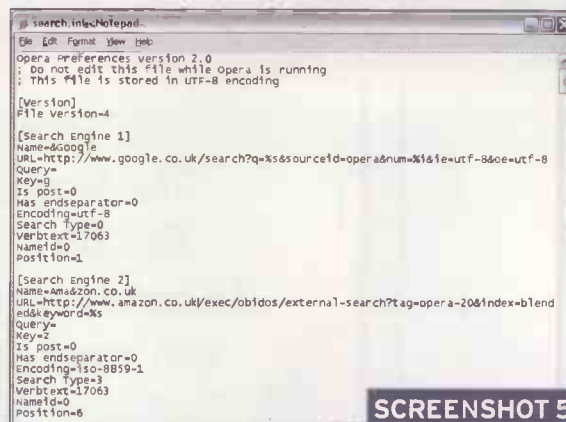 search.ini - Notepad
File Edit Format View Help
Opera Preferences version 2.0
; Do not edit this file while Opera is running
; This file is stored in UTF-8 encoding
[Version]
File Version=4
[Search Engine 1]
Name=&Google
URL=http://www.google.co.uk/search?q=%s&sourceid=opera&num=%i&ie=utf-8&oe=utf-8
Query=
Key=g
Is post=0
Has endseparator=0
Encoding=utf-8
Search Type=0
Verbtext=17063
Nameid=0
Position=1
[Search Engine 2]
Name=Ama&zon.co.uk
URL=http://www.amazon.co.uk/exec/obidos/external-search?tag=opera-20&index=blend
ed&keyword=%s
Query=
Key=z
Is post=0
Has endseparator=0
Encoding=iso-8859-1
Search Type=3
Verbtext=17063
Nameid=0
Position=6
SCREENSHOT 5